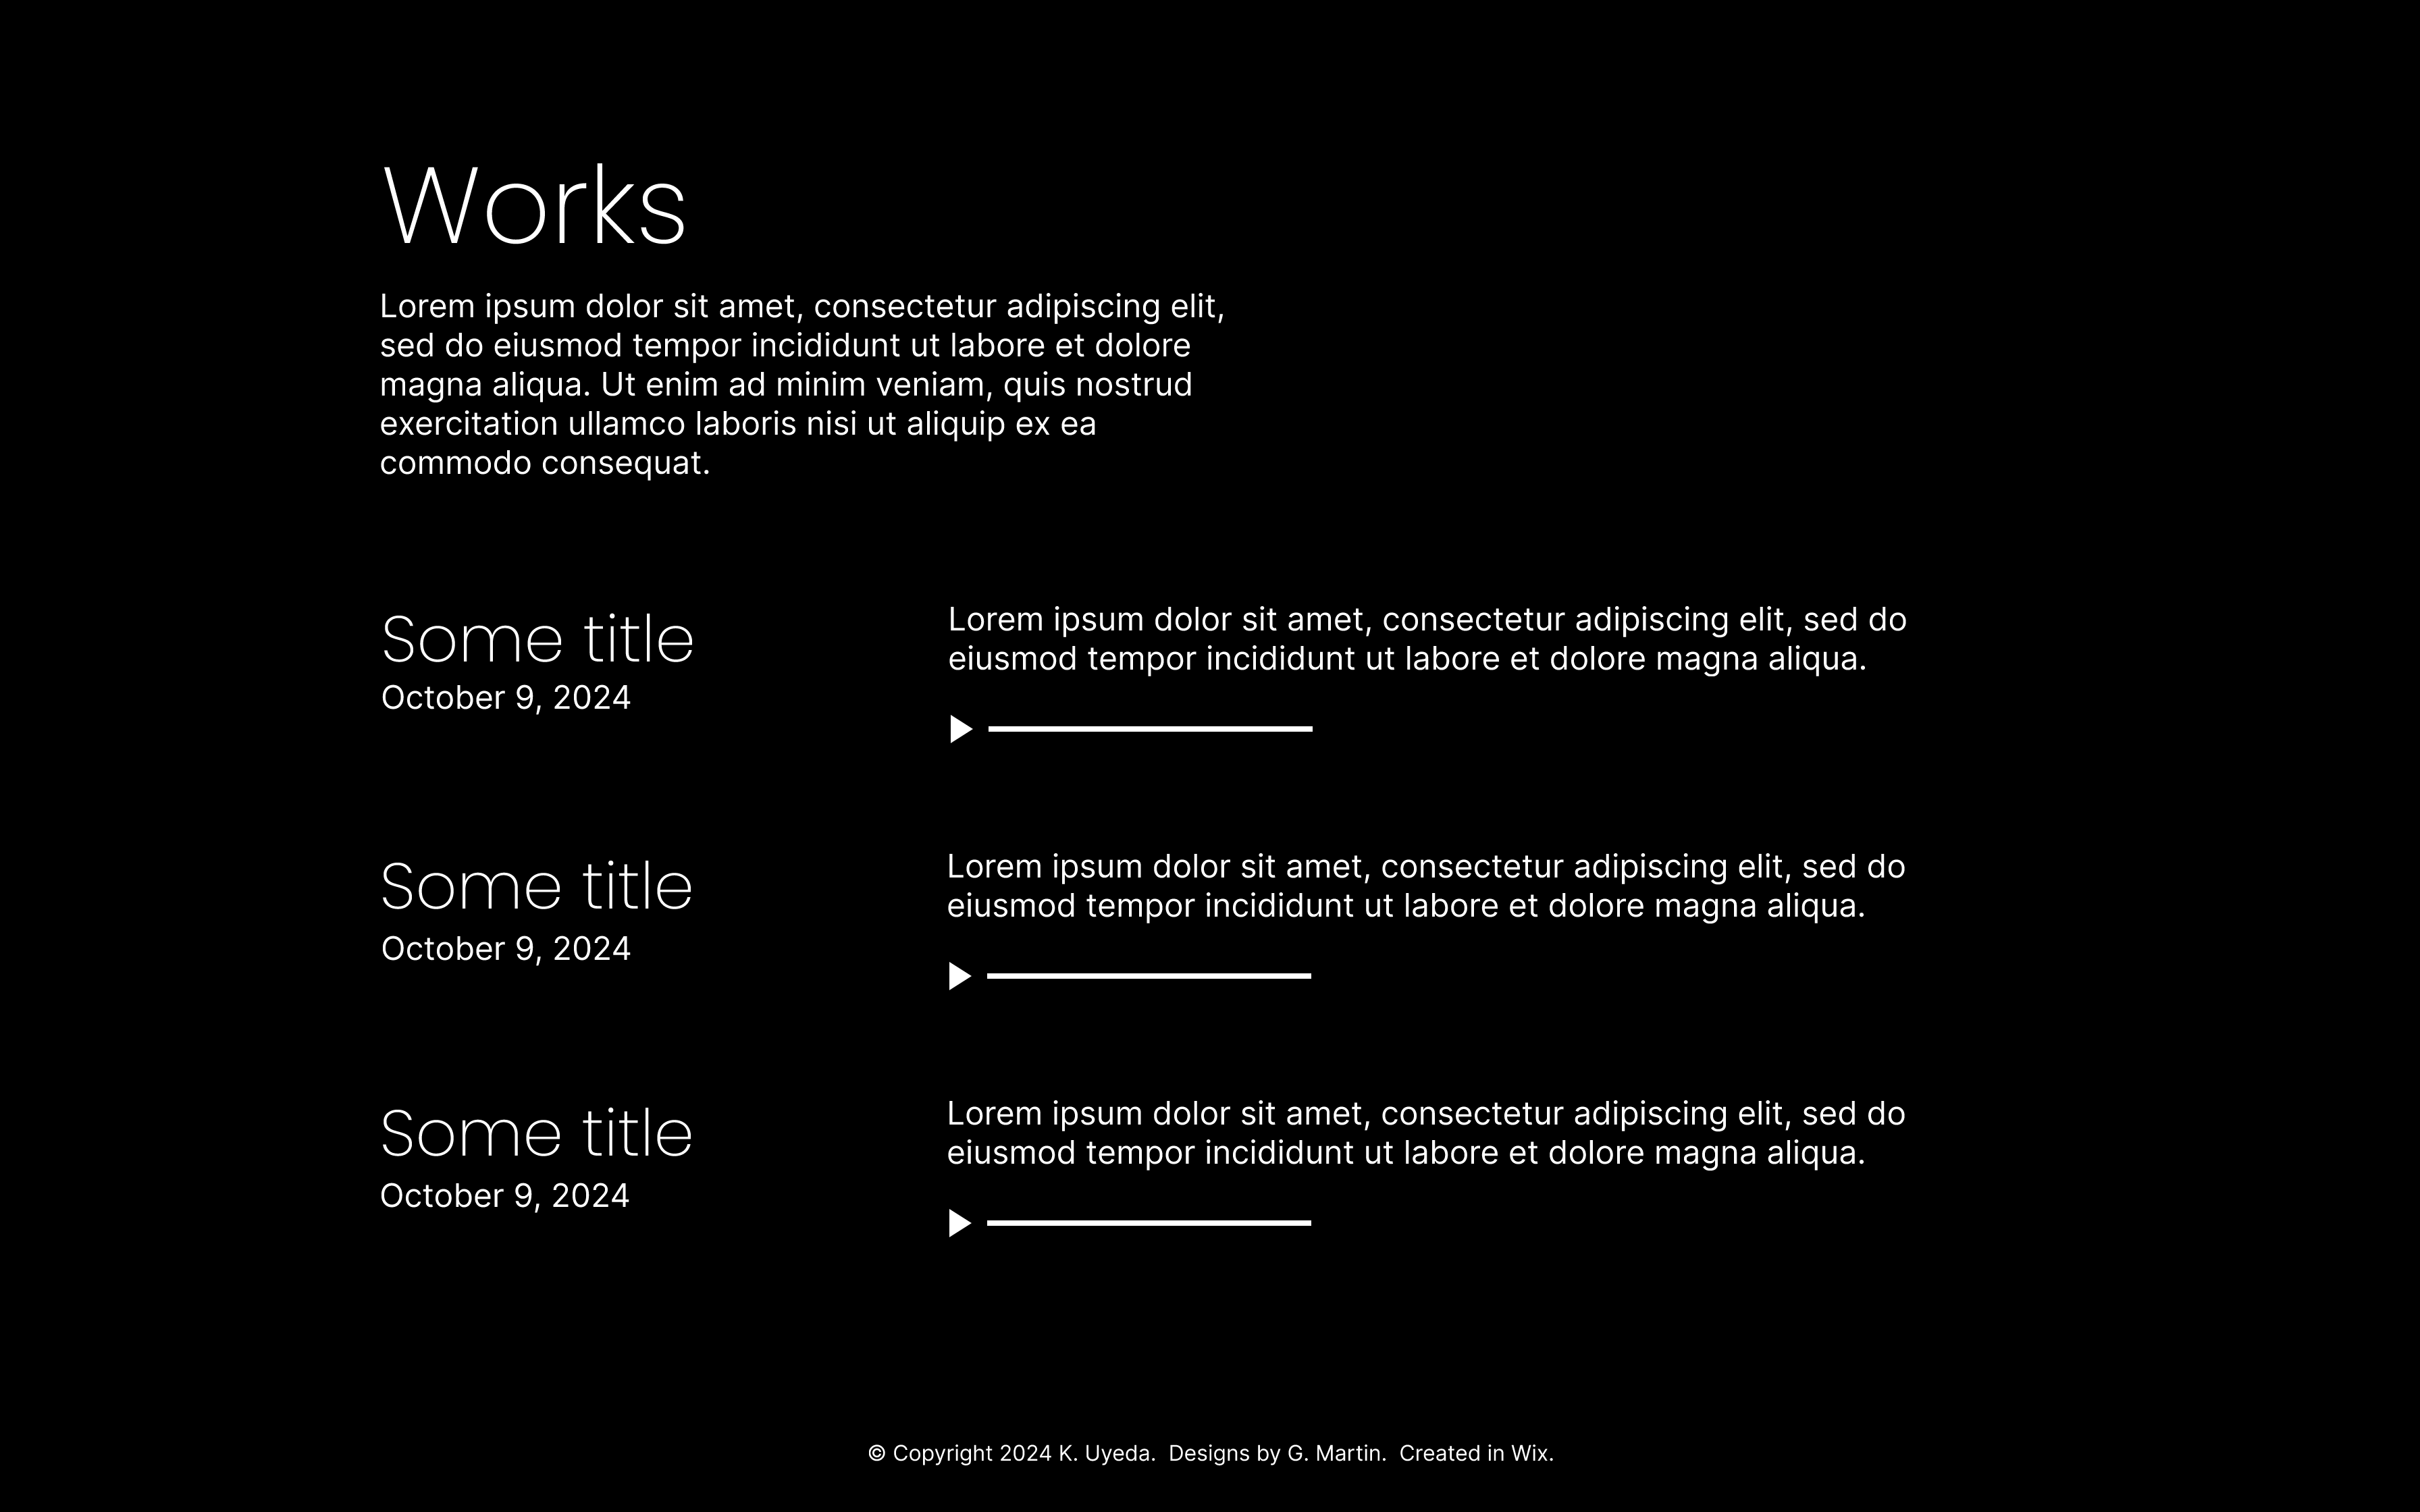 Works
Lorem ipsum dolor sit amet, consectetur adipiscing elit,
sed do eiusmod tempor incididunt ut labore et dolore
magna aliqua. Ut enim ad minim veniam, quis nostrud
exercitation ullamco laboris nisi ut aliquip ex ea
commodo consequat.
Some title
October 9, 2024
Lorem ipsum dolor sit amet, consectetur adipiscing elit, sed do
eiusmod tempor incididunt ut labore et dolore magna aliqua.
Some title
October 9, 2024
Lorem ipsum dolor sit amet, consectetur adipiscing elit, sed do
eiusmod tempor incididunt ut labore et dolore magna aliqua.
Some title
October 9, 2024
Lorem ipsum dolor sit amet, consectetur adipiscing elit, sed do
eiusmod tempor incididunt ut labore et dolore magna aliqua.
© Copyright 2024 K. Uyeda.  Designs by G. Martin.  Created in Wix.